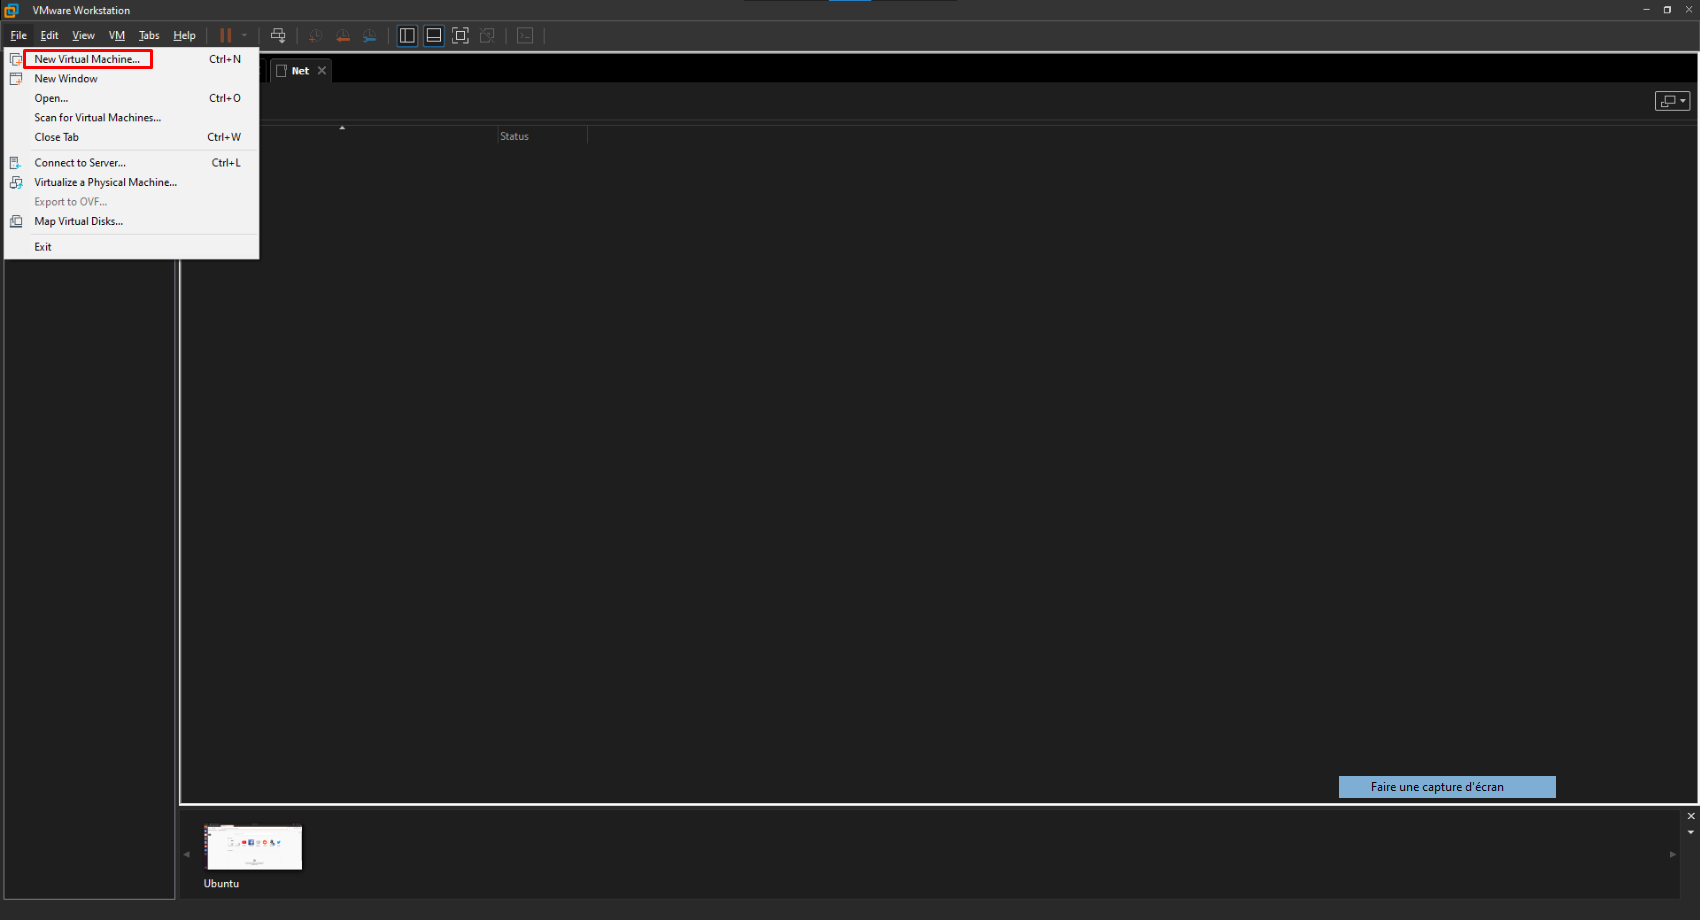 VMware Workstation
File Edit View VM Tabs Help
New Virtual Machine... Ctrl+N
New Window
Open... Ctrl+O
Scan for Virtual Machines...
Close Tab Ctrl+W
Connect to Server... Ctrl+L
Virtualize a Physical Machine...
Export to OVF...
Map Virtual Disks...
Exit
Net
Status
Faire une capture d'écran
Ubuntu